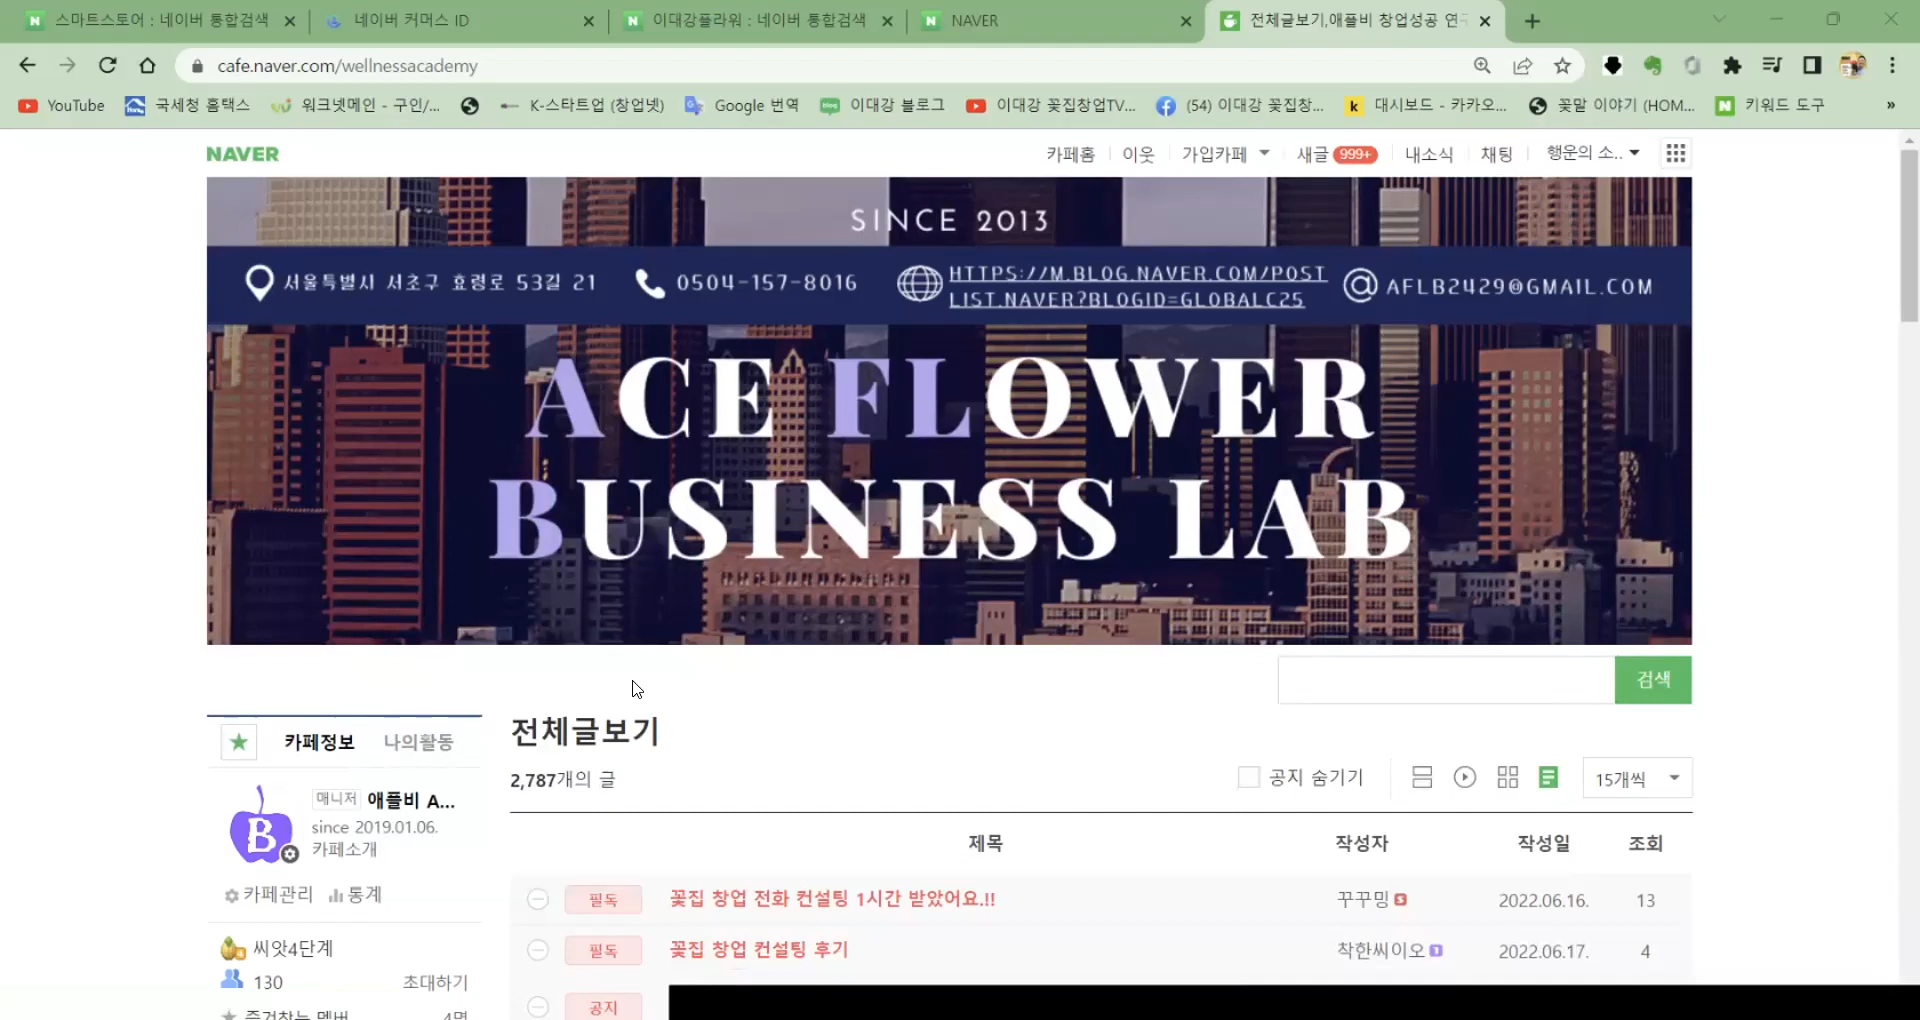 스마트스토어 : 네이버 통합검색
네이버 커머스 ID
이대강플라워 : 네이버 통합검색
NAVER
전체글보기,애플비 창업성공 연
cafe.naver.com/wellnessacademy
YouTube
국세청 홈택스
워크넷메인 - 구인/...
K-스타트업 (창업넷)
Google 번역
이대강 블로그
이대강 꽃집창업TV...
(54) 이대강 꽃집창...
대시보드 - 카카오...
꽃말 이야기 (HOM...
키워드 도구
»
NAVER
카페홈
이웃
가입카페
새글 999+
내소식
채팅
행운의 소..
SINCE 2013
서울특별시 서초구 효령로 53길 21
0504-157-8016
HTTPS://M.BLOG.NAVER.COM/POST
LIST.NAVER?BLOGID=GLOBALC25
AFLB2429@GMAIL.COM
ACE FLOWER
BUSINESS LAB
검색
카페정보
나의활동
전체글보기
2,787개의 글
공지 숨기기
15개씩
매니저 애플비 A...
since 2019.01.06.
카페소개
B
카페관리
통계
제목
작성자
작성일
조회
필독
꽃집 창업 전화 컨설팅 1시간 받았어요.!!
꾸꾸밍
2022.06.16.
13
필독
꽃집 창업 컨설팅 후기
착한씨이오
2022.06.17.
4
공지
씨앗4단계
130
초대하기
즐겨찾는 멤버
4명